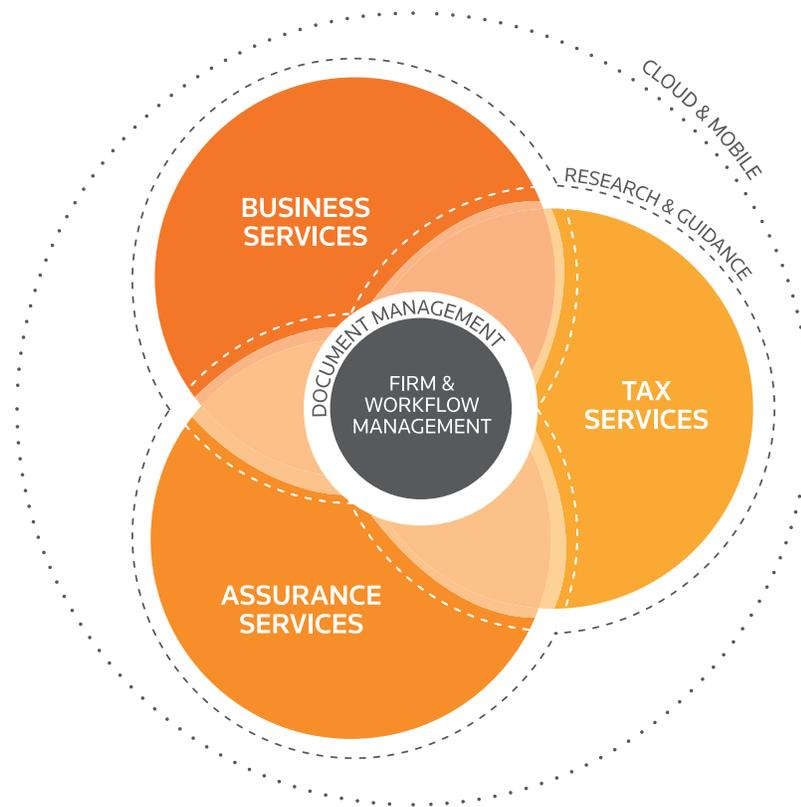 CLOUD & MOBILE
RESEARCH & GUIDANCE
BUSINESS
SERVICES
DOCUMENT MANAGEMENT
FIRM &
WORKFLOW
MANAGEMENT
TAX
SERVICES
ASSURANCE
SERVICES